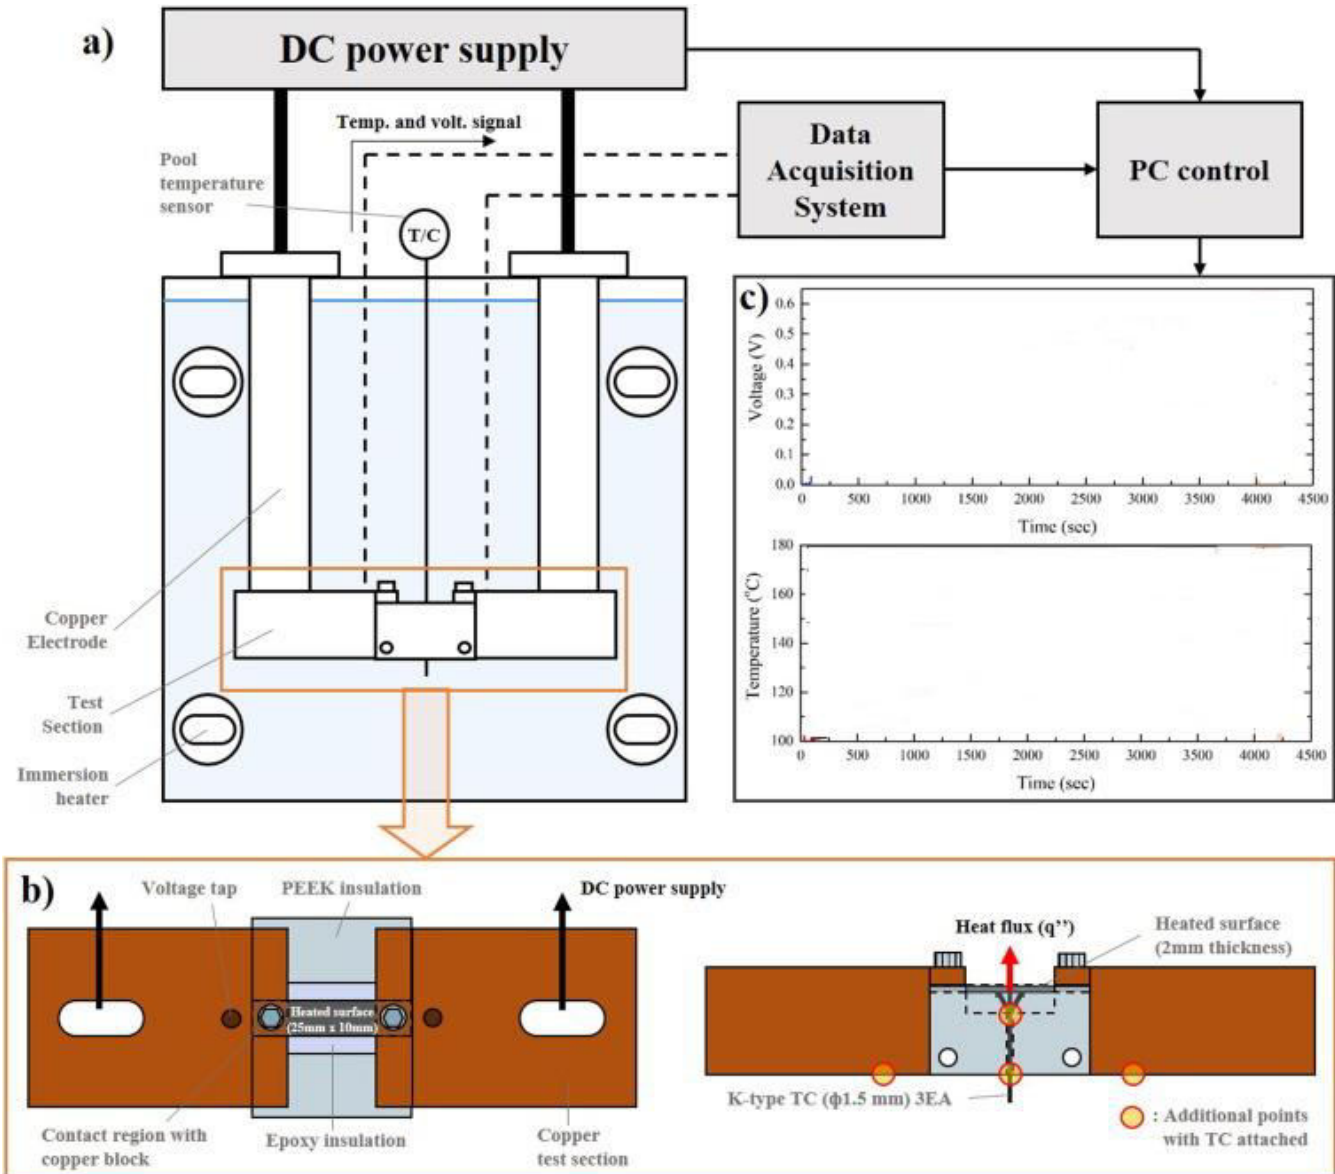 a)
DC power supply
Temp. and volt. signal
Pool
temperature
sensor
T/C
Data
Acquisition
System
PC control
Copper
Electrode
Test
Section
Immersion
heater
c)
0.6
0.5
0.4
0.3
0.2
0.1
0.0
Voltage (V)
0 500 1000 1500 2000 2500 3000 3500 4000 4500
Time (sec)
180
160
140
120
100
Temperature (°C)
0 500 1000 1500 2000 2500 3000 3500 4000 4500
Time (sec)
b)
Voltage tap
PEEK insulation
DC power supply
Heated surface
(25mm x 10mm)
Contact region with
copper block
Epoxy insulation
Copper
test section
Heat flux (q’’)
Heated surface
(2mm thickness)
K-type TC (ϕ1.5 mm) 3EA
: Additional points
with TC attached